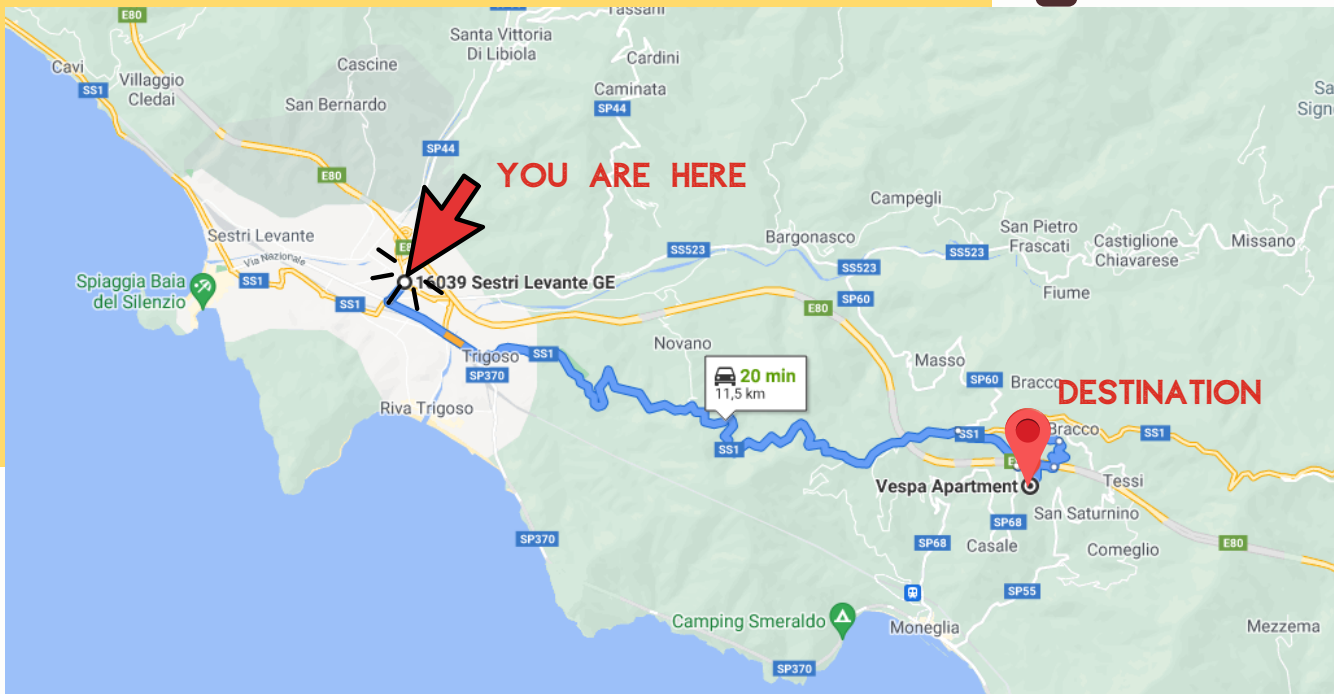 Tassani
E80
Santa Vittoria
Di Libiola
Cardini
Cavi
Cascine
Villaggio
Cledai
SS1
Caminata
SP44
San Bernardo
SP44
E80
YOU ARE HERE
Campegli
San Pietro
Frascati
Castiglione
Chiavarese
Missano
Sestri Levante
Bargonasco
Via Nazionale
SS523
SS523
SS523
Spiaggia Baia
del Silenzio
SS1
16039 Sestri Levante GE
Fiume
SS1
SP60
E80
Novano
Trigoso
SS1
SP370
Masso
20 min
11,5 km
SP60
Bracco
DESTINATION
Riva Trigoso
SS1
SS1
Bracco
SS1
Vespa Apartment
Tessi
San Saturnino
SP68
SP370
SP68
Casale
Comeglio
E80
SP55
Camping Smeraldo
Moneglia
Mezzema
SP370